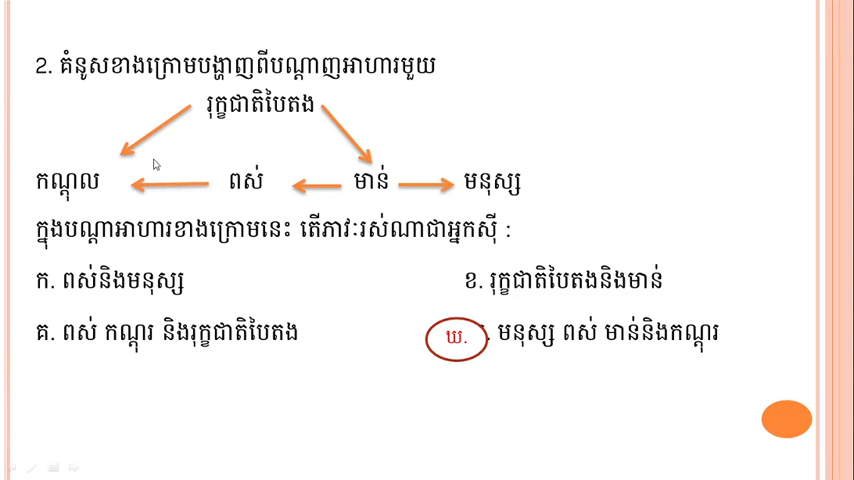 2. គំនូសខាងក្រោមបង្ហាញពីបណ្តាញអាហារមួយ
រុក្ខជាតិបៃតង
កណ្តុល ពស់ មាន់ មនុស្ស
ក្នុងបណ្តាអាហារខាងក្រោមនេះ តើភាវៈរស់ណាជាអ្នកស៊ី :
ក. ពស់និងមនុស្ស ខ. រុក្ខជាតិបៃតងនិងមាន់
គ. ពស់ កណ្តុរ និងរុក្ខជាតិបៃតង ឃ. មនុស្ស ពស់ មាន់និងកណ្តុរ